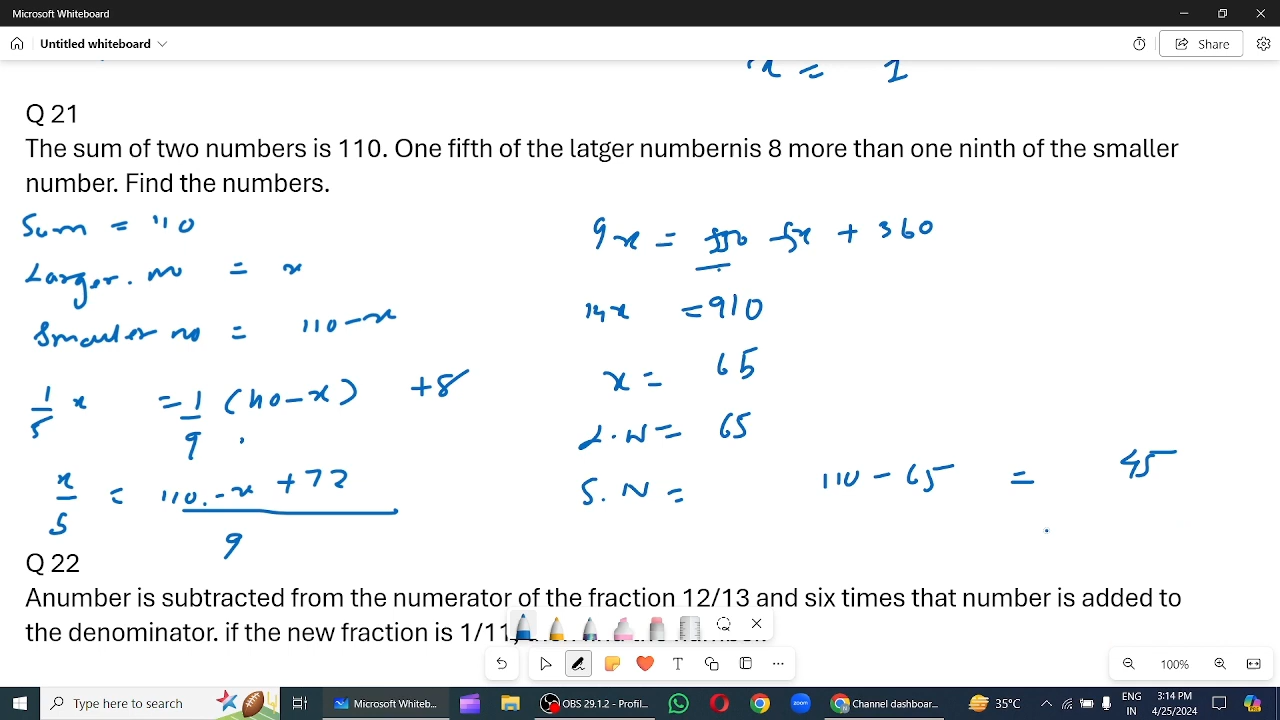 Microsoft Whiteboard
Untitled whiteboard
Share
x = 1
Q 21
The sum of two numbers is 110. One fifth of the latger numbernis 8 more than one ninth of the smaller
number. Find the numbers.
Sum = 110
Larger. no = x
Smaller no = 110-x
1/5 x = 1/9 (110-x) +8
x/5 = 110.-x +72 / 9
9x = 550 -5x + 360
14x = 910
x = 65
L.N = 65
S.N = 110 - 65 = 45
Q 22
Anumber is subtracted from the numerator of the fraction 12/13 and six times that number is added to
the denominator. if the new fraction is 1/11,
100%
Type here to search
Microsoft Whiteb...
OBS 29.1.2 - Profil...
zoom
Channel dashboar...
35°C
ENG
IN
3:14 PM
4/25/2024
3